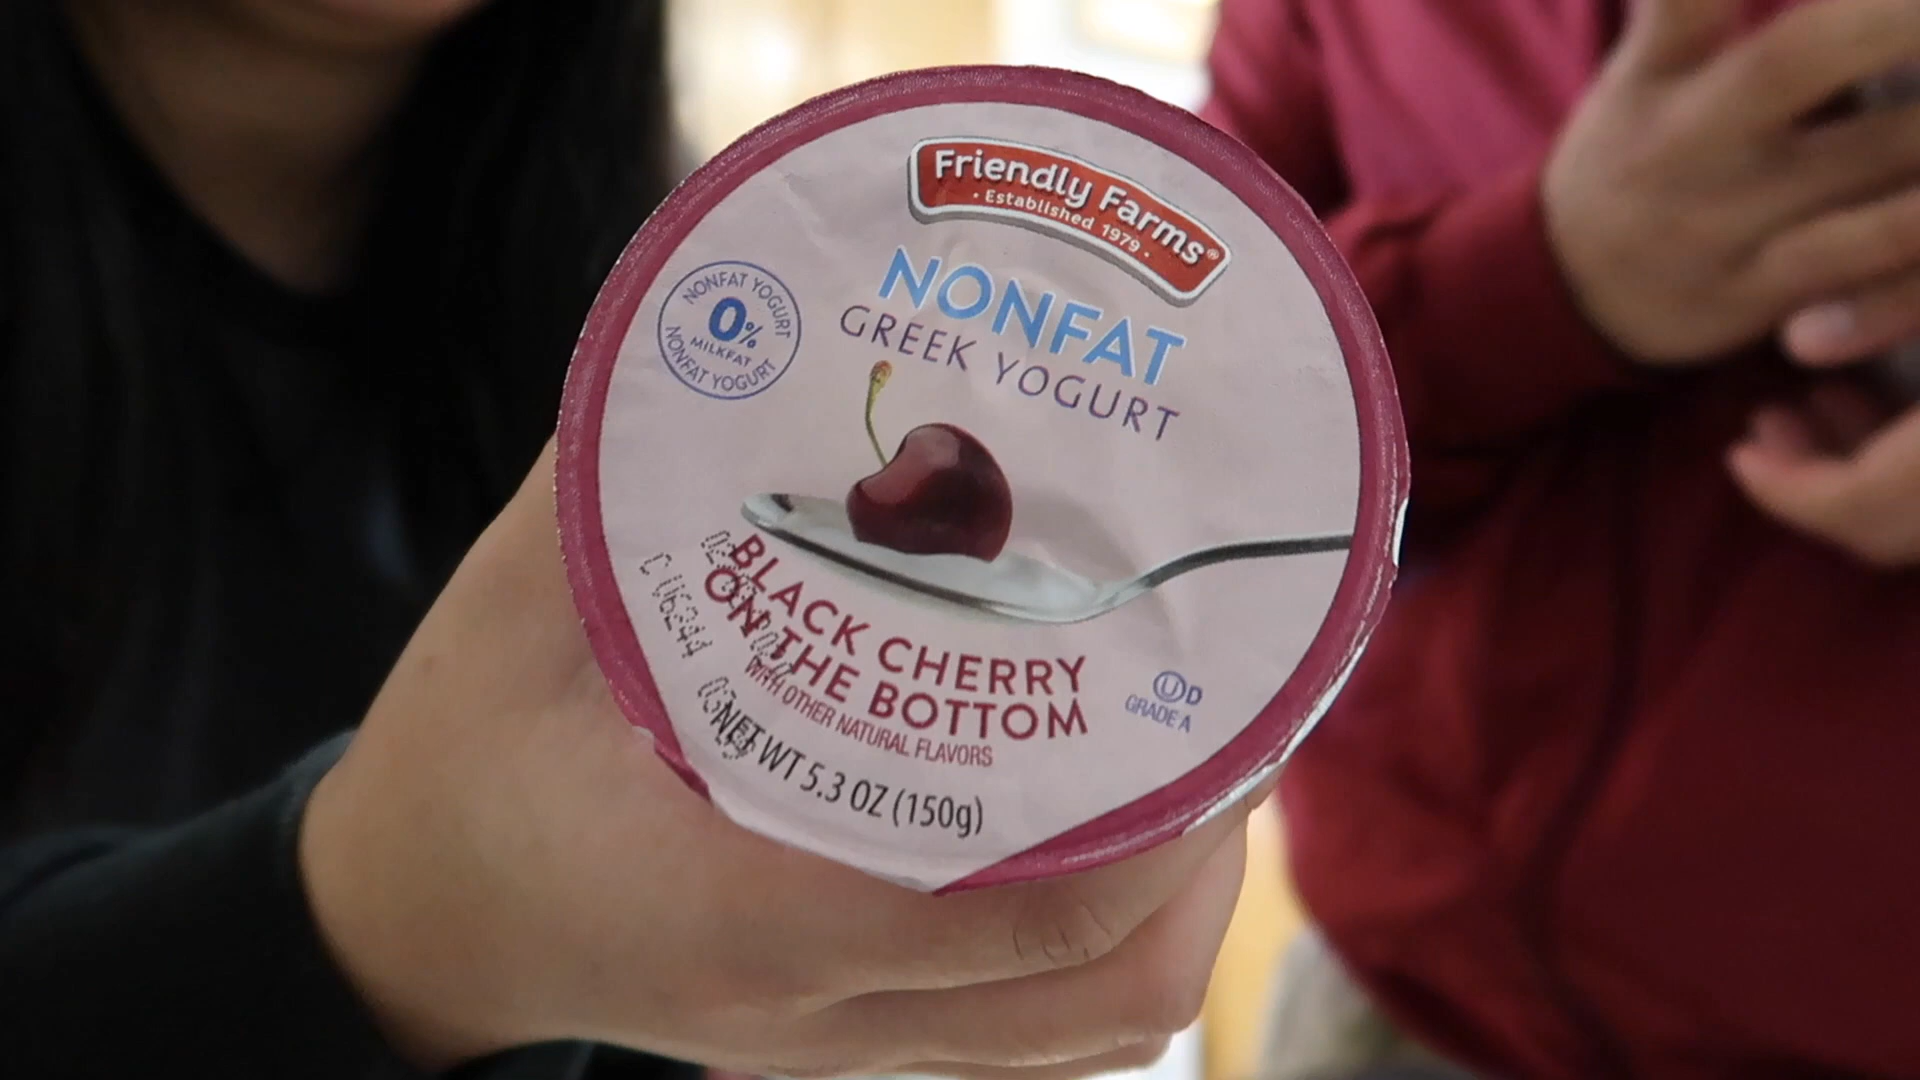 Friendly Farms®
• Established 1979 •
NONFAT
GREEK YOGURT
NONFAT YOGURT
0%
MILKFAT
NONFAT YOGURT
BLACK CHERRY
ON THE BOTTOM
WITH OTHER NATURAL FLAVORS
NET WT 5.3 OZ (150g)
UD
GRADE A